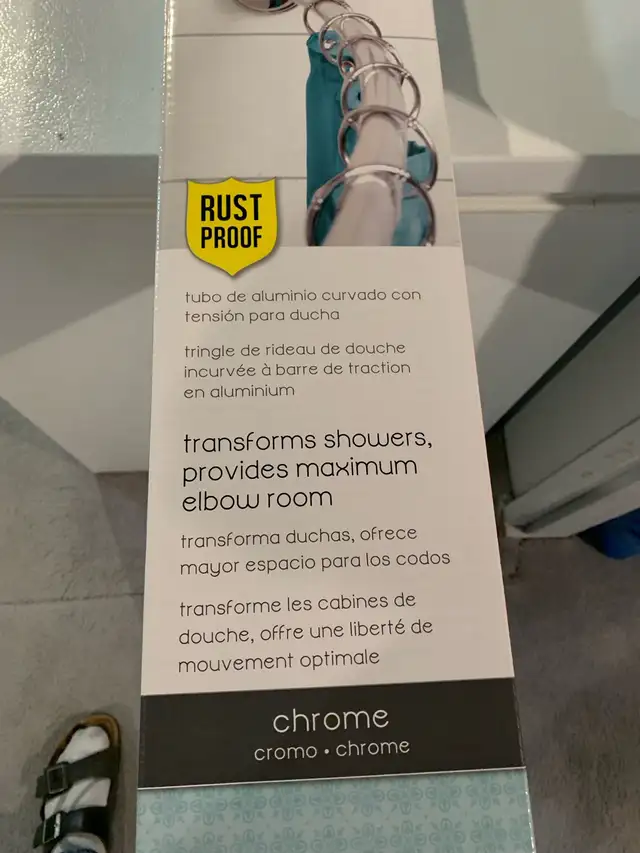 RUST
PROOF
tubo de aluminio curvado con
tensión para ducha
tringle de rideau de douche
incurvée à barre de traction
en aluminium
transforms showers,
provides maximum
elbow room
transforma duchas, ofrece
mayor espacio para los codos
transforme les cabines de
douche, offre une liberté de
mouvement optimale
chrome
cromo • chrome